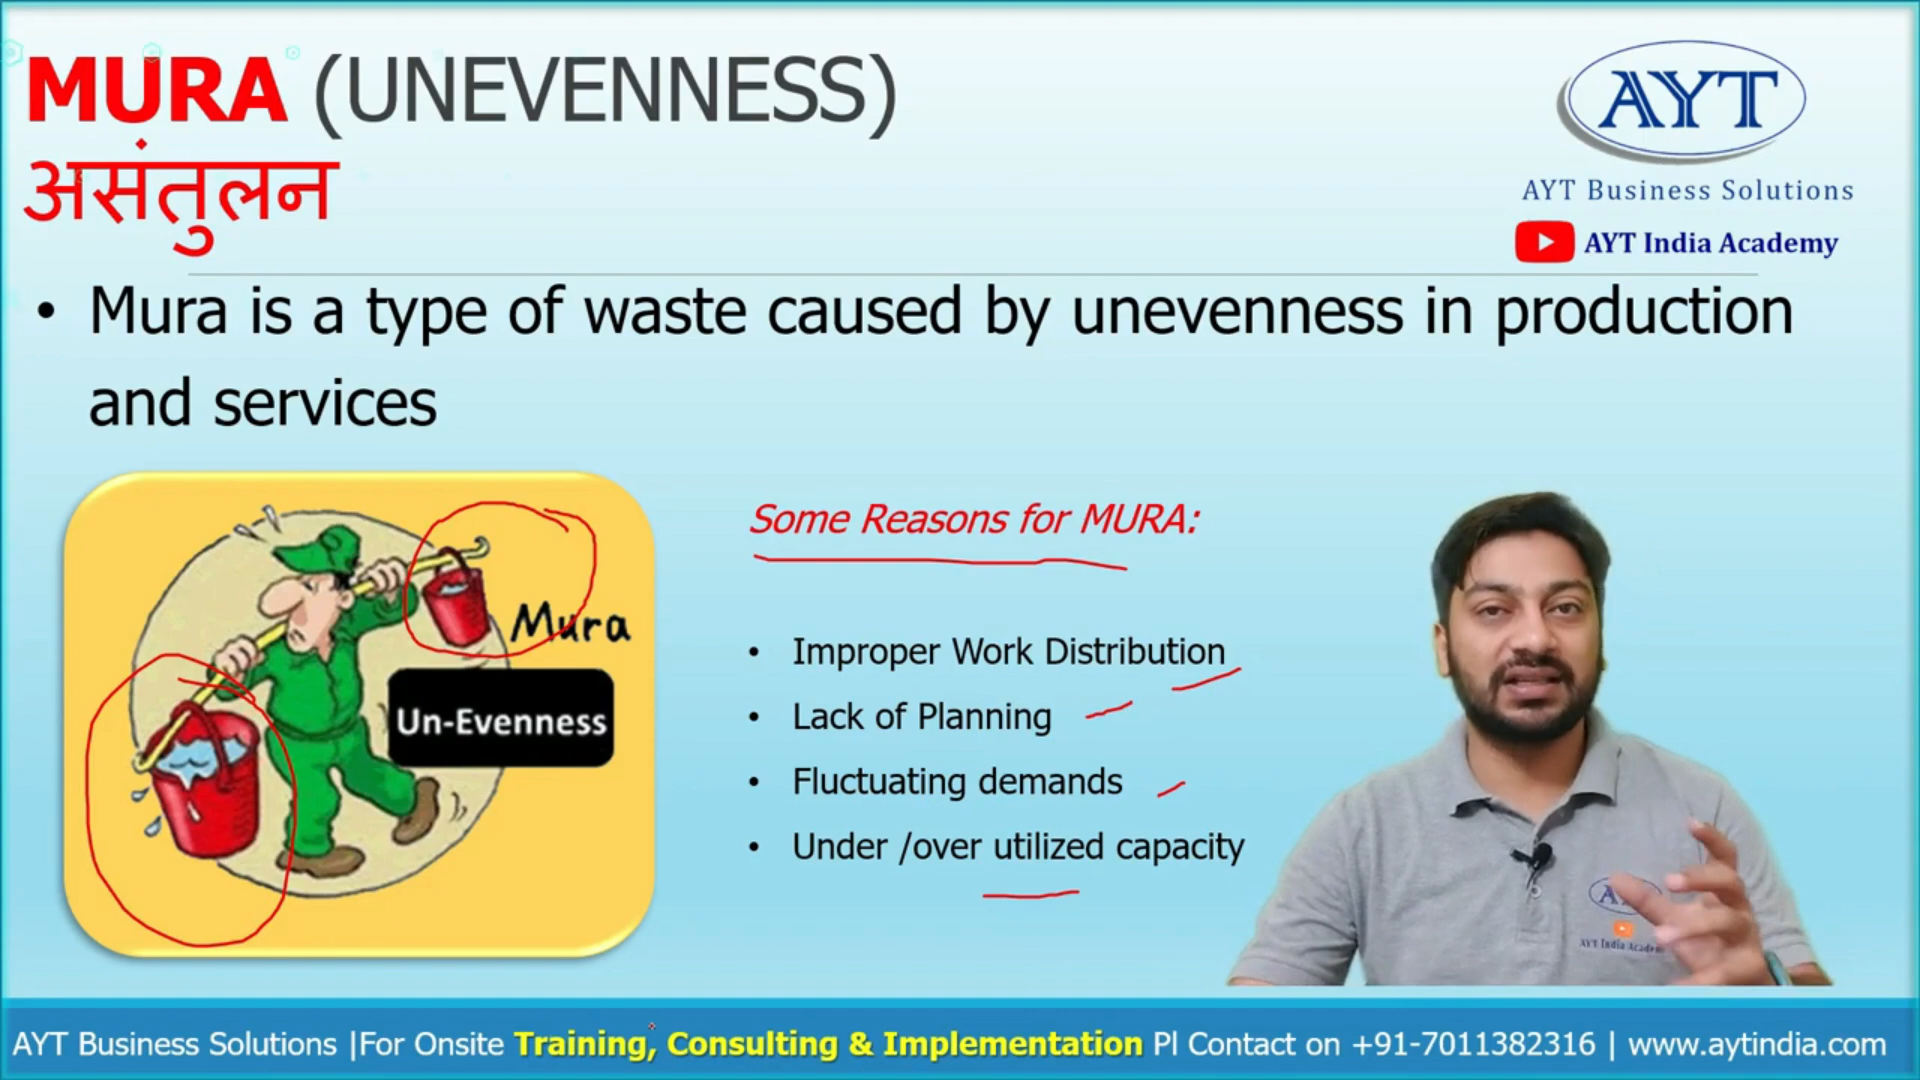 MURA (UNEVENNESS)
असंतुलन
AYT
AYT Business Solutions
AYT India Academy
• Mura is a type of waste caused by unevenness in production
and services
Mura
Un-Evenness
Some Reasons for MURA:
• Improper Work Distribution
• Lack of Planning
• Fluctuating demands
• Under /over utilized capacity
AYT India Academy
AYT Business Solutions |For Onsite Training, Consulting & Implementation Pl Contact on +91-7011382316 | www.aytindia.com